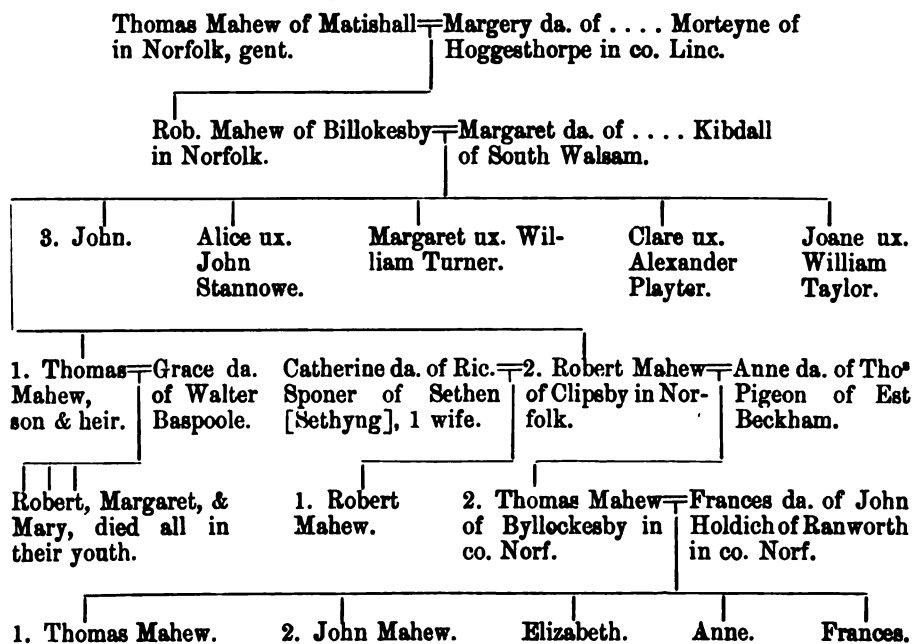 Thomas Mahew of Matishall=Margery da. of .... Morteyne of
in Norfolk, gent. Hoggesthorpe in co. Linc.
Rob. Mahew of Billokesby=Margaret da. of .... Kibdall
in Norfolk. of South Walsam.
3. John. Alice ux. Margaret ux. Wil- Clare ux. Joane ux.
John liam Turner. Alexander William
Stannowe. Playter. Taylor.
1. Thomas=Grace da. Catherine da. of Ric.=2. Robert Mahew=Anne da. of Thoˢ
Mahew, of Walter Sponer of Sethen of Clipsby in Nor- Pigeon of Est
son & heir. Baspoole. [Sethyng], 1 wife. folk. Beckham.
Robert, Margaret, & 1. Robert 2. Thomas Mahew=Frances da. of John
Mary, died all in Mahew. of Byllockesby in Holdich of Ranworth
their youth. co. Norf. in co. Norf.
1. Thomas Mahew. 2. John Mahew. Elizabeth. Anne. Frances.